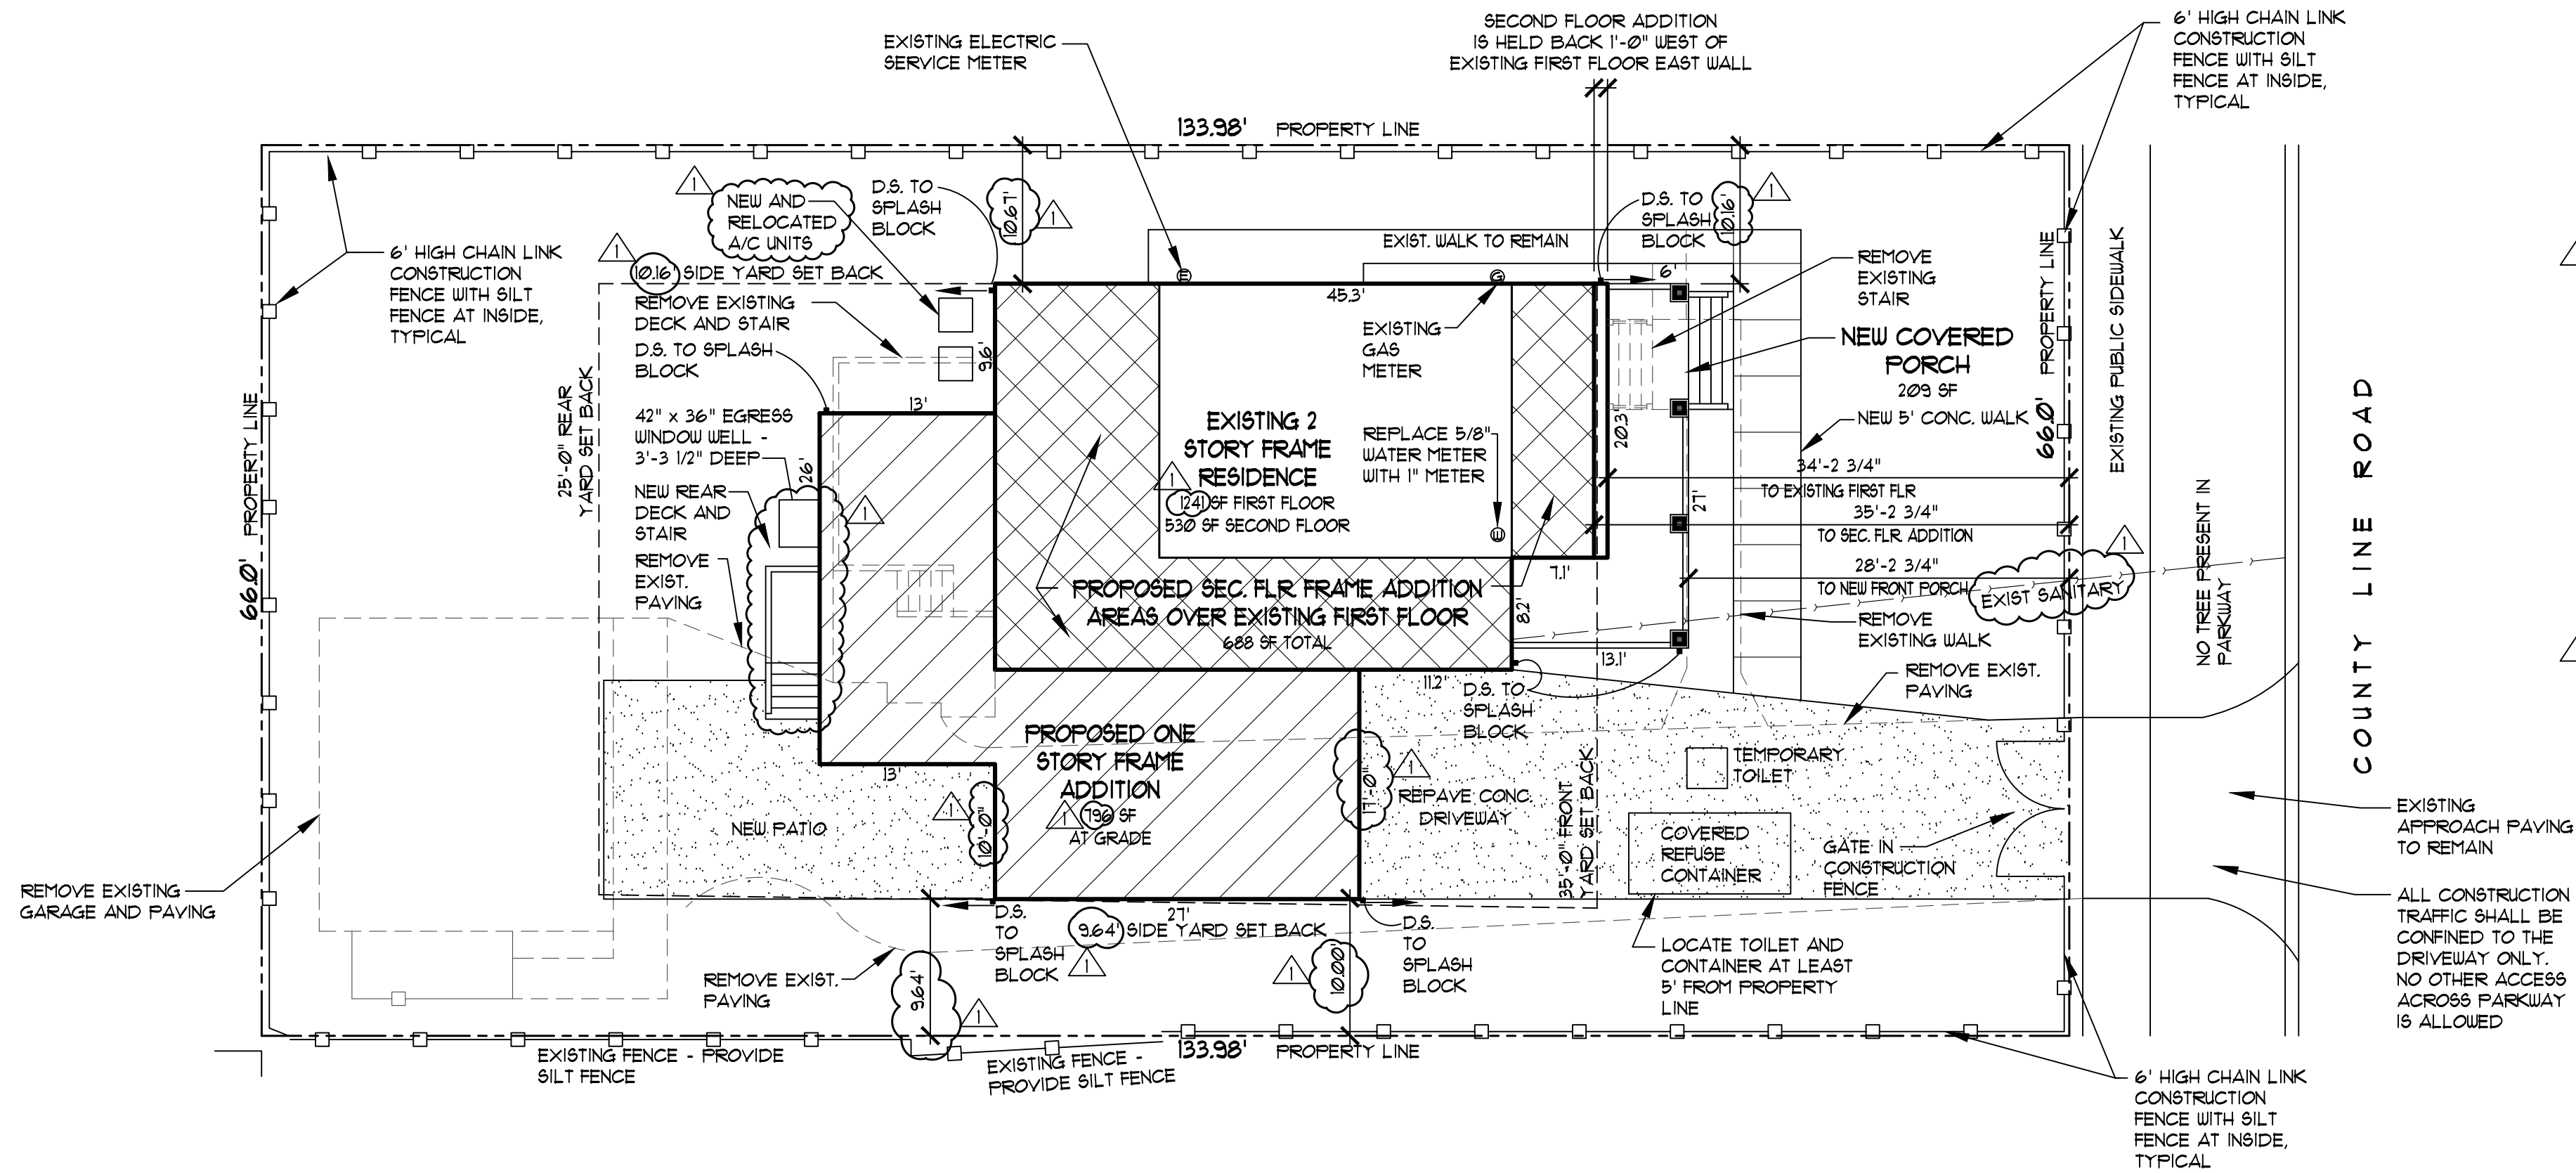 SECOND FLOOR ADDITION
IS HELD BACK 1'-0" WEST OF
EXISTING FIRST FLOOR EAST WALL
EXISTING ELECTRIC
SERVICE METER
6' HIGH CHAIN LINK
CONSTRUCTION
FENCE WITH SILT
FENCE AT INSIDE,
TYPICAL
133.98' PROPERTY LINE
1
NEW AND
RELOCATED
A/C UNITS
D.S. TO
SPLASH
BLOCK
10.67'
1
D.S. TO
SPLASH
BLOCK
10.16'
1
6' HIGH CHAIN LINK
CONSTRUCTION
FENCE WITH SILT
FENCE AT INSIDE,
TYPICAL
1
10.16' SIDE YARD SET BACK
EXIST. WALK TO REMAIN
REMOVE
EXISTING
STAIR
6'
45.3'
REMOVE EXISTING
DECK AND STAIR
D.S. TO SPLASH
BLOCK
9.6'
13'
E
G
EXISTING
GAS
METER
NEW COVERED
PORCH
209 SF
NEW 5' CONC. WALK
PROPERTY LINE
66.0'
EXISTING PUBLIC SIDEWALK
COUNTY LINE ROAD
25'-0" REAR
YARD SET BACK
PROPERTY LINE
66.0'
42" x 36" EGRESS
WINDOW WELL -
3'-3 1/2" DEEP
26'
NEW REAR
DECK AND
STAIR
1
REMOVE
EXIST.
PAVING
EXISTING 2
STORY FRAME
RESIDENCE
1
1241 SF FIRST FLOOR
530 SF SECOND FLOOR
REPLACE 5/8"
WATER METER
WITH 1" METER
E
20.3'
27'
34'-2 3/4"
TO EXISTING FIRST FLR
35'-2 3/4"
TO SEC. FLR. ADDITION
28'-2 3/4"
TO NEW FRONT PORCH
EXIST SANITARY
1
NO TREE PRESENT IN
PARKWAY
7.1'
8.2'
PROPOSED SEC. FLR FRAME ADDITION
AREAS OVER EXISTING FIRST FLOOR
688 SF TOTAL
REMOVE
EXISTING WALK
13.1'
11.2'
REMOVE EXIST.
PAVING
D.S. TO
SPLASH
BLOCK
PROPOSED ONE
STORY FRAME
ADDITION
1
796 SF
AT GRADE
13'
1
10'-0"
NEW PATIO
17'-0"
1
REPAVE CONC.
DRIVEWAY
35'-0" FRONT
YARD SET BACK
TEMPORARY
TOILET
COVERED
REFUSE
CONTAINER
GATE IN
CONSTRUCTION
FENCE
EXISTING
APPROACH PAVING
TO REMAIN
REMOVE EXISTING
GARAGE AND PAVING
ALL CONSTRUCTION
TRAFFIC SHALL BE
CONFINED TO THE
DRIVEWAY ONLY.
NO OTHER ACCESS
ACROSS PARKWAY
IS ALLOWED
27'
D.S.
TO
SPLASH
BLOCK
9.64' SIDE YARD SET BACK
1
D.S.
TO
SPLASH
BLOCK
REMOVE EXIST.
PAVING
9.64'
1
1
10.00'
LOCATE TOILET AND
CONTAINER AT LEAST
5' FROM PROPERTY
LINE
EXISTING FENCE - PROVIDE
SILT FENCE
EXISTING FENCE -
PROVIDE SILT FENCE
133.98' PROPERTY LINE
6' HIGH CHAIN LINK
CONSTRUCTION
FENCE WITH SILT
FENCE AT INSIDE,
TYPICAL